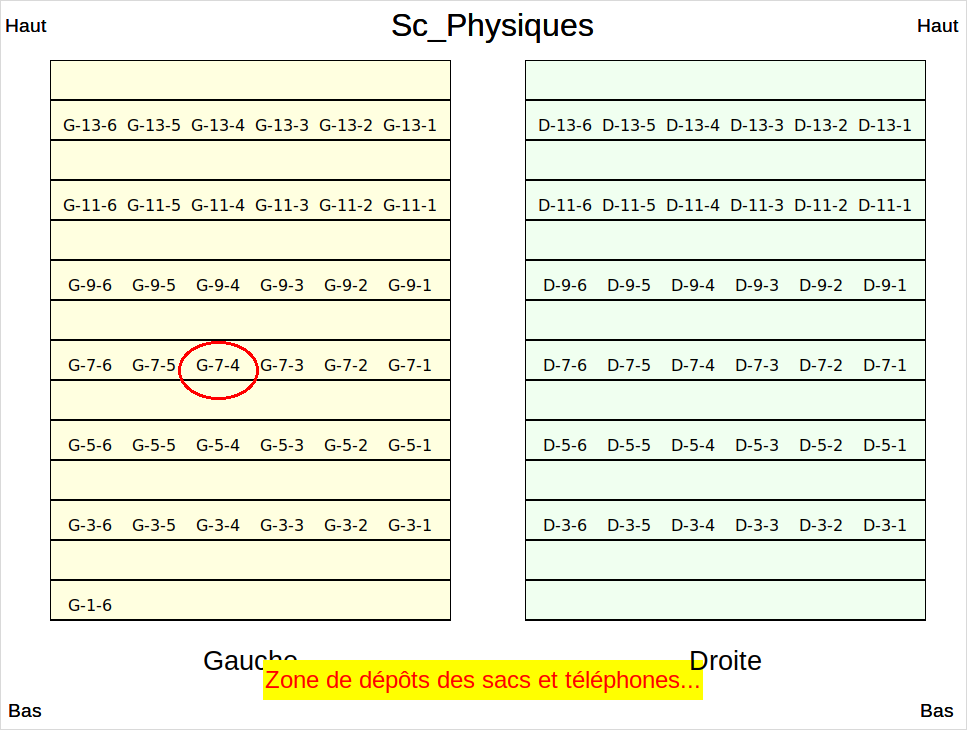 Sc_Physiques
Haut
Haut
G-13-6 G-13-5 G-13-4 G-13-3 G-13-2 G-13-1
D-13-6 D-13-5 D-13-4 D-13-3 D-13-2 D-13-1
G-11-6 G-11-5 G-11-4 G-11-3 G-11-2 G-11-1
D-11-6 D-11-5 D-11-4 D-11-3 D-11-2 D-11-1
G-9-6 G-9-5 G-9-4 G-9-3 G-9-2 G-9-1
D-9-6 D-9-5 D-9-4 D-9-3 D-9-2 D-9-1
G-7-6 G-7-5 G-7-4 G-7-3 G-7-2 G-7-1
D-7-6 D-7-5 D-7-4 D-7-3 D-7-2 D-7-1
G-5-6 G-5-5 G-5-4 G-5-3 G-5-2 G-5-1
D-5-6 D-5-5 D-5-4 D-5-3 D-5-2 D-5-1
G-3-6 G-3-5 G-3-4 G-3-3 G-3-2 G-3-1
D-3-6 D-3-5 D-3-4 D-3-3 D-3-2 D-3-1
G-1-6
Gauche
Droite
Zone de dépôts des sacs et téléphones...
Bas
Bas